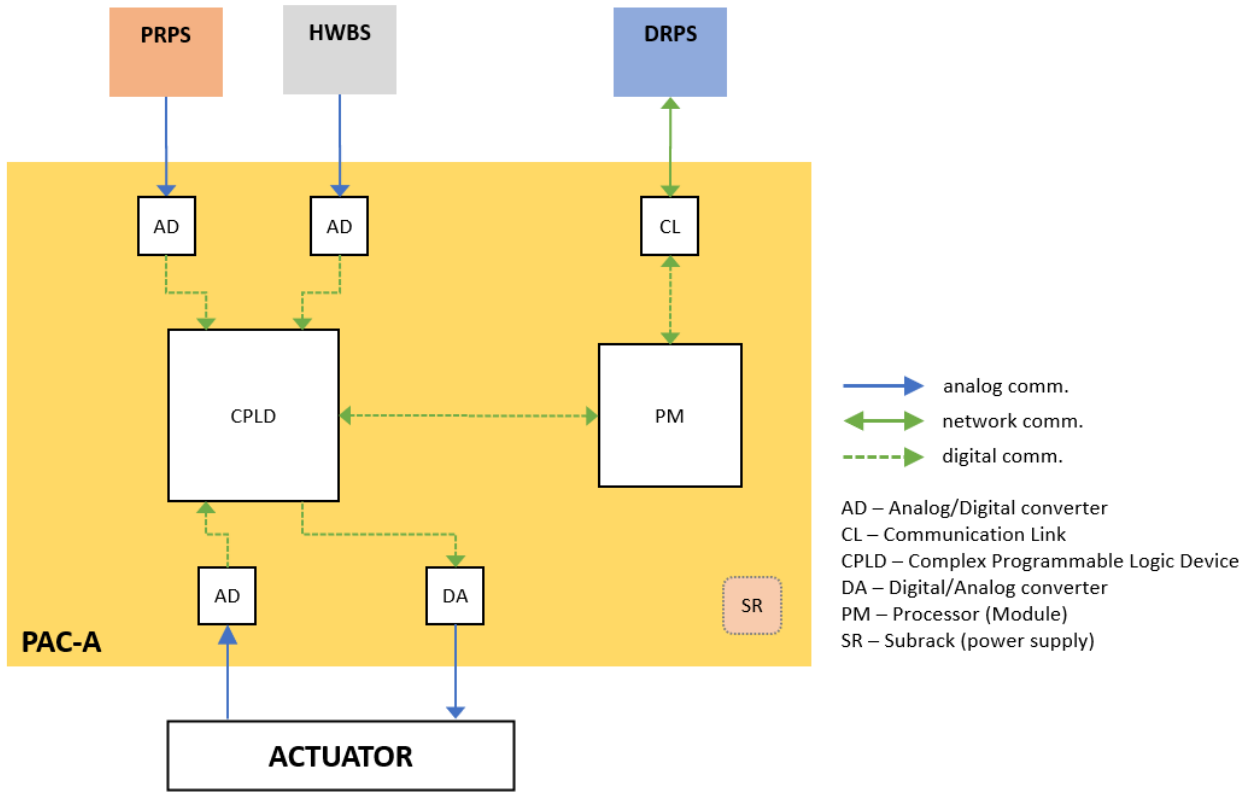 PRPS
HWBS
DRPS
AD
AD
CL
CPLD
PM
analog comm.
network comm.
digital comm.
AD – Analog/Digital converter
CL – Communication Link
CPLD – Complex Programmable Logic Device
DA – Digital/Analog converter
PM – Processor (Module)
SR – Subrack (power supply)
AD
DA
SR
PAC-A
ACTUATOR